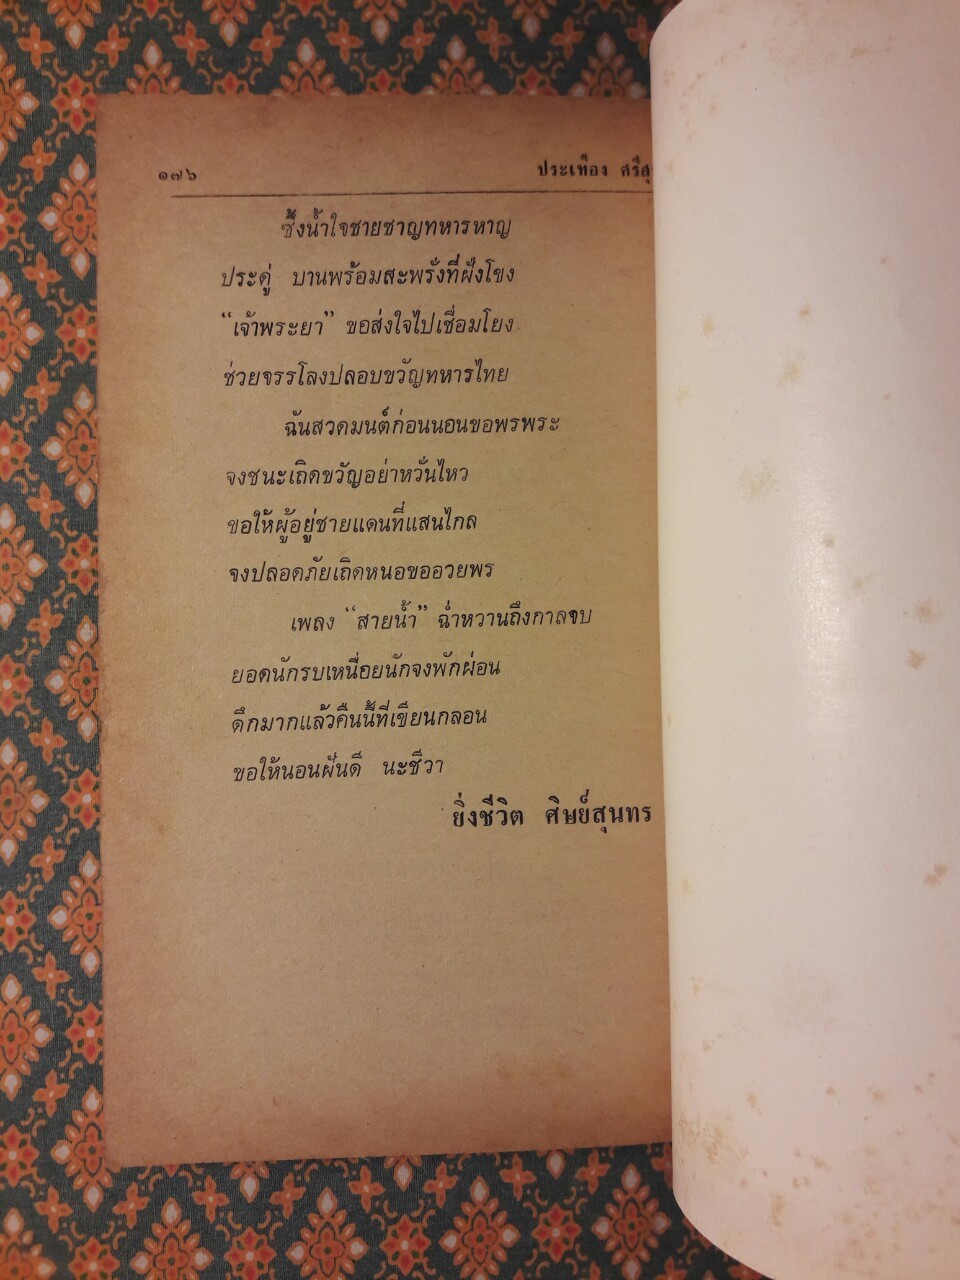 ๑๗๖ ประเทือง ศรีสุ
ซึ้งน้ำใจชายชาญทหารหาญ
ประดู่ บานพร้อมสะพรั่งที่ฝั่งโขง
“เจ้าพระยา” ขอส่งใจไปเชื่อมโยง
ช่วยจรรโลงปลอบขวัญทหารไทย
ฉันสวดมนต์ก่อนนอนขอพรพระ
จงชนะเถิดขวัญอย่าหวั่นไหว
ขอให้ผู้อยู่ชายแดนที่แสนไกล
จงปลอดภัยเถิดหนอขออวยพร
เพลง “สายน้ำ” ฉ่ำหวานถึงกาลจบ
ยอดนักรบเหนื่อยนักจงพักผ่อน
ดึกมากแล้วคืนนี้ที่เขียนกลอน
ขอให้นอนฝันดี นะชีวา
ยิ่งชีวิต ศิษย์สุนทร